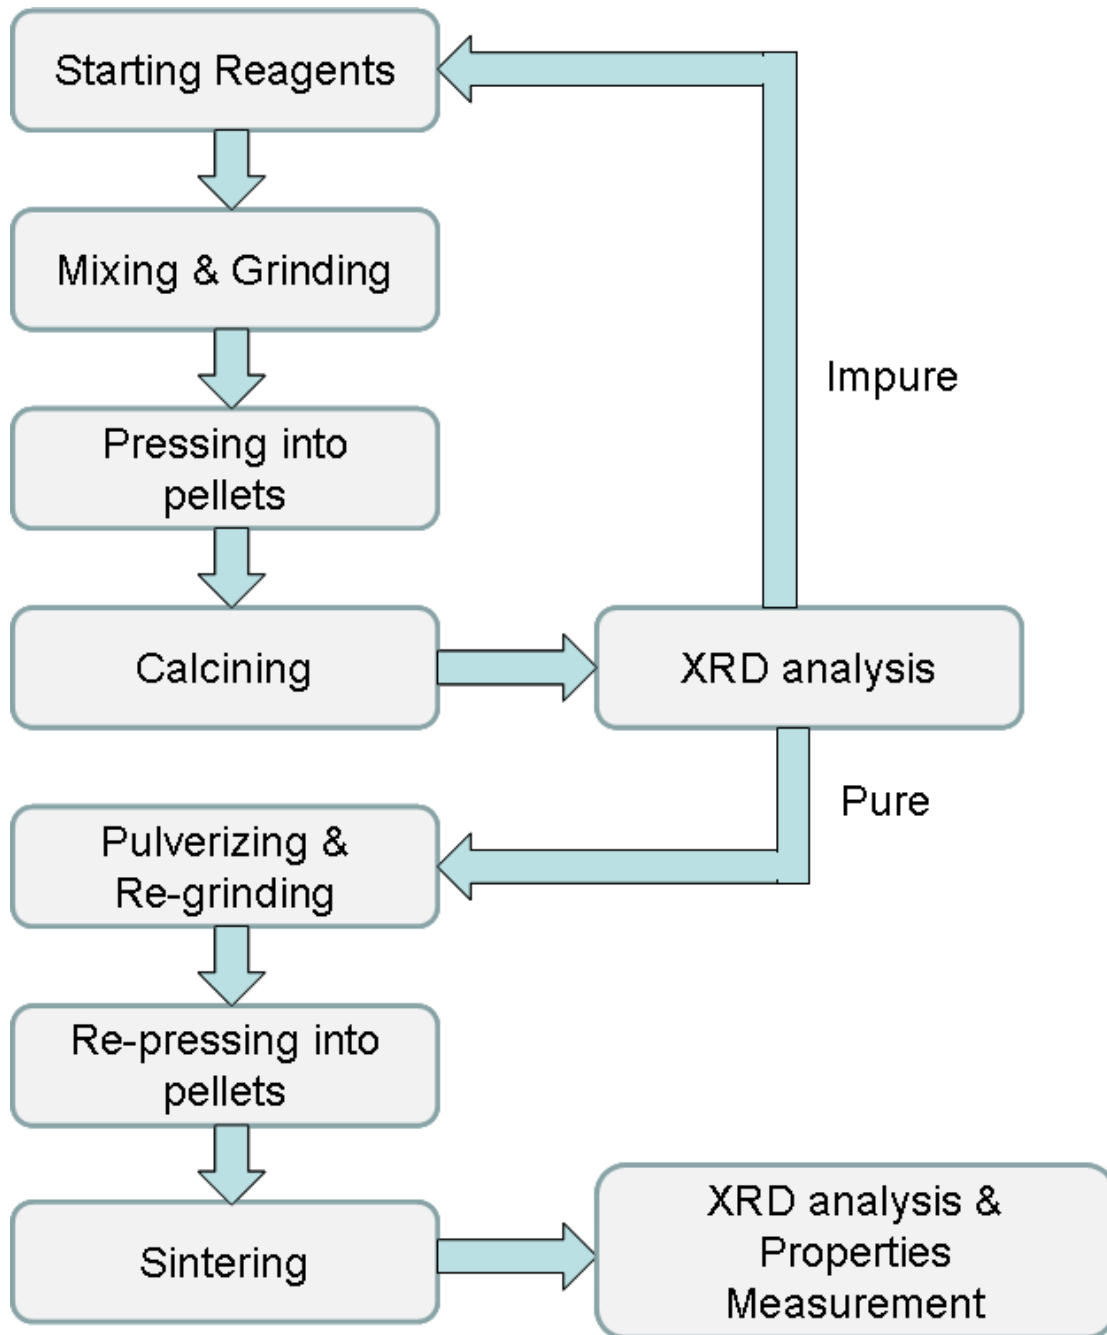 Starting Reagents
Mixing & Grinding
Impure
Pressing into
pellets
Calcining
XRD analysis
Pure
Pulverizing &
Re-grinding
Re-pressing into
pellets
Sintering
XRD analysis &
Properties
Measurement